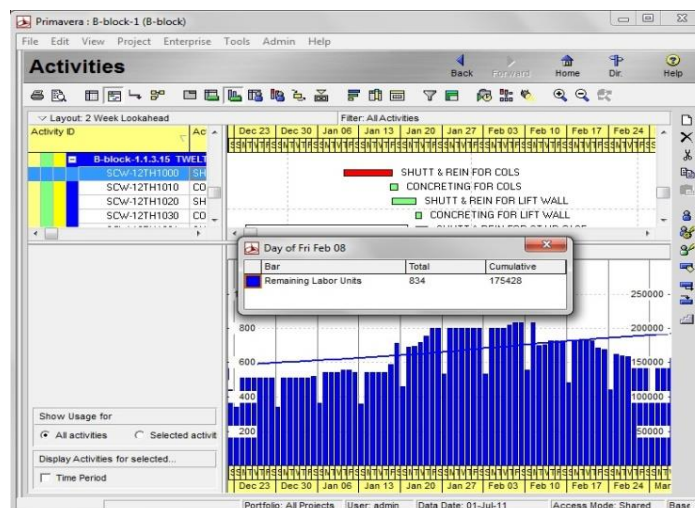 Primavera : B-block-1 (B-block)
File Edit View Project Enterprise Tools Admin Help
Activities
Back Forward Home Dir. Help
Layout: 2 Week Lookahead Filter: All Activities
Activity ID Ac
Dec 23 Dec 30 Jan 06 Jan 13 Jan 20 Jan 27 Feb 03 Feb 10 Feb 17 Feb 24
B-block-1.1.3.15 TWELT
SCW-12TH1000 SH SHUTT & REIN FOR COLS
SCW-12TH1010 CO CONCRETING FOR COLS
SCW-12TH1020 SH SHUTT & REIN FOR LIFT WALL
SCW-12TH1030 CO CONCRETING FOR LIFT WALL
Day of Fri Feb 08
Bar Total Cumulative
Remaining Labor Units 834 175428
250000
800 200000
600 150000
400
200 50000
Show Usage for
All activities Selected activit
Display Activities for selected...
Time Period
Dec 23 Dec 30 Jan 06 Jan 13 Jan 20 Jan 27 Feb 03 Feb 10 Feb 17 Feb 24 Mar
Portfolio: All Projects User: admin Data Date: 01-Jul-11 Access Mode: Shared Base